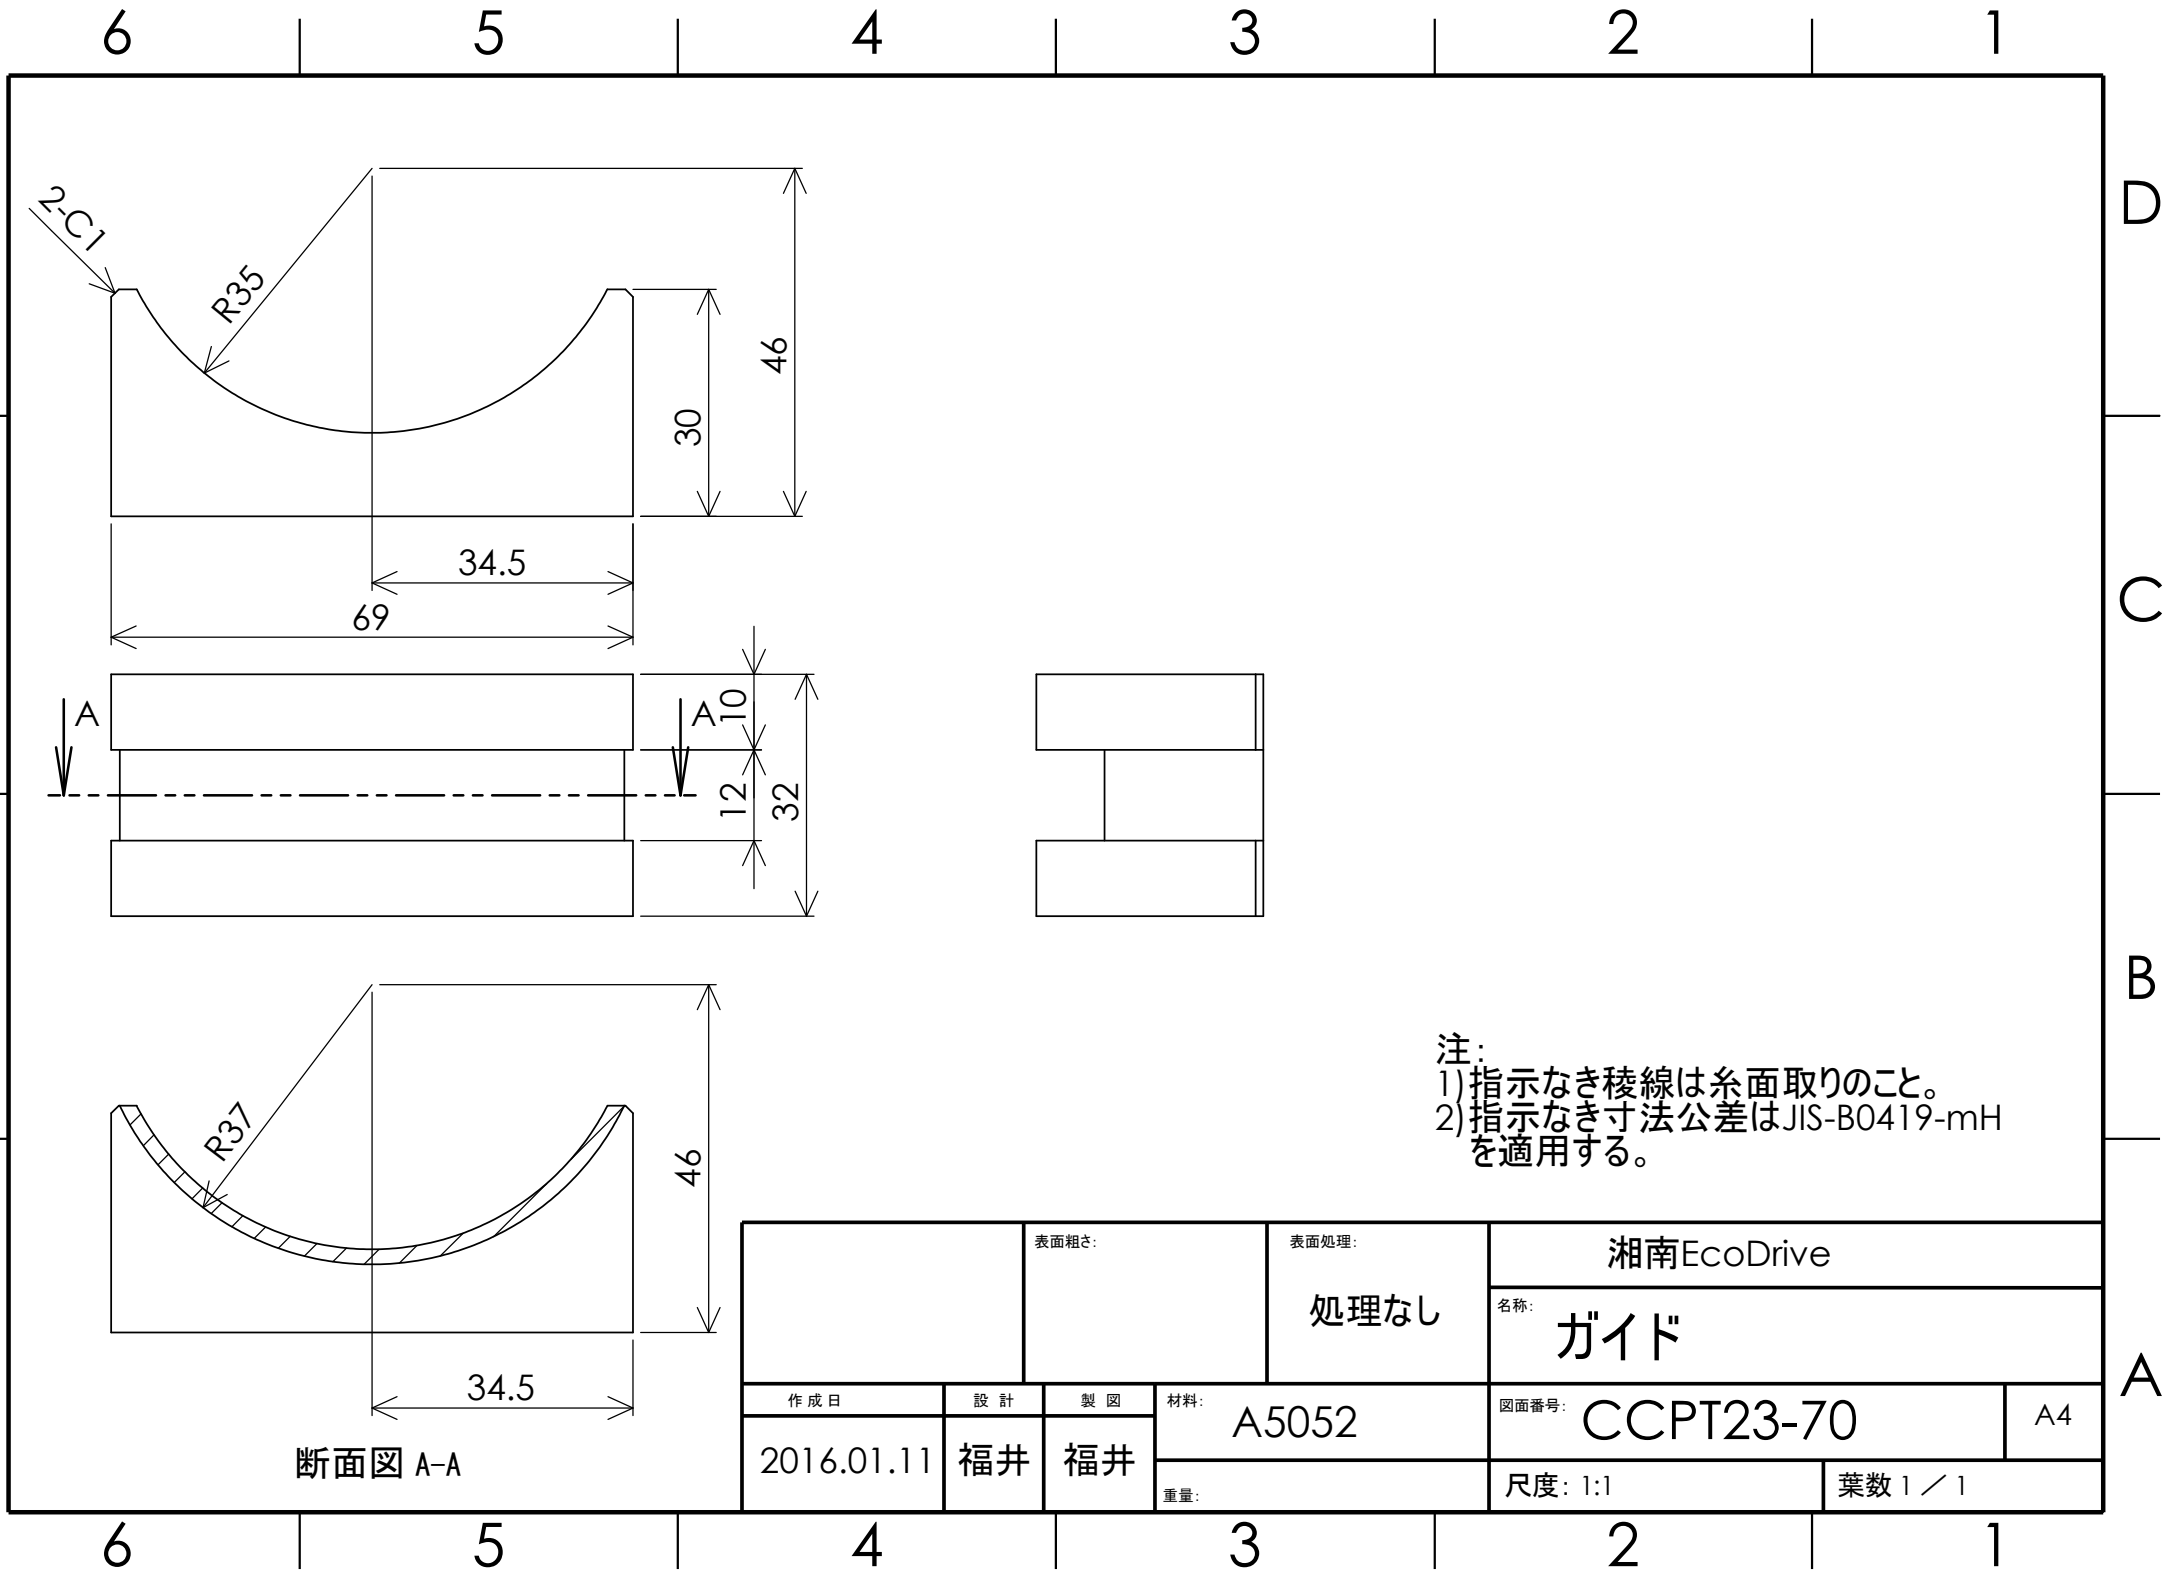 6 5 4 3 2 1
D
C
B
A
2-C1
R35
46
30
34.5
69
A
A
10
12
32
R37
46
34.5
断面図 A-A
注:
1)指示なき稜線は糸面取りのこと。
2)指示なき寸法公差はJIS-B0419-mH
を適用する。
表面粗さ:
表面処理:
処理なし
湘南EcoDrive
名称:
ガイド
作成日
設 計
製 図
材料:
A5052
図面番号:
CCPT23-70
A4
2016.01.11
福井
福井
重量:
尺度: 1:1
葉数 1 ／ 1
6 5 4 3 2 1